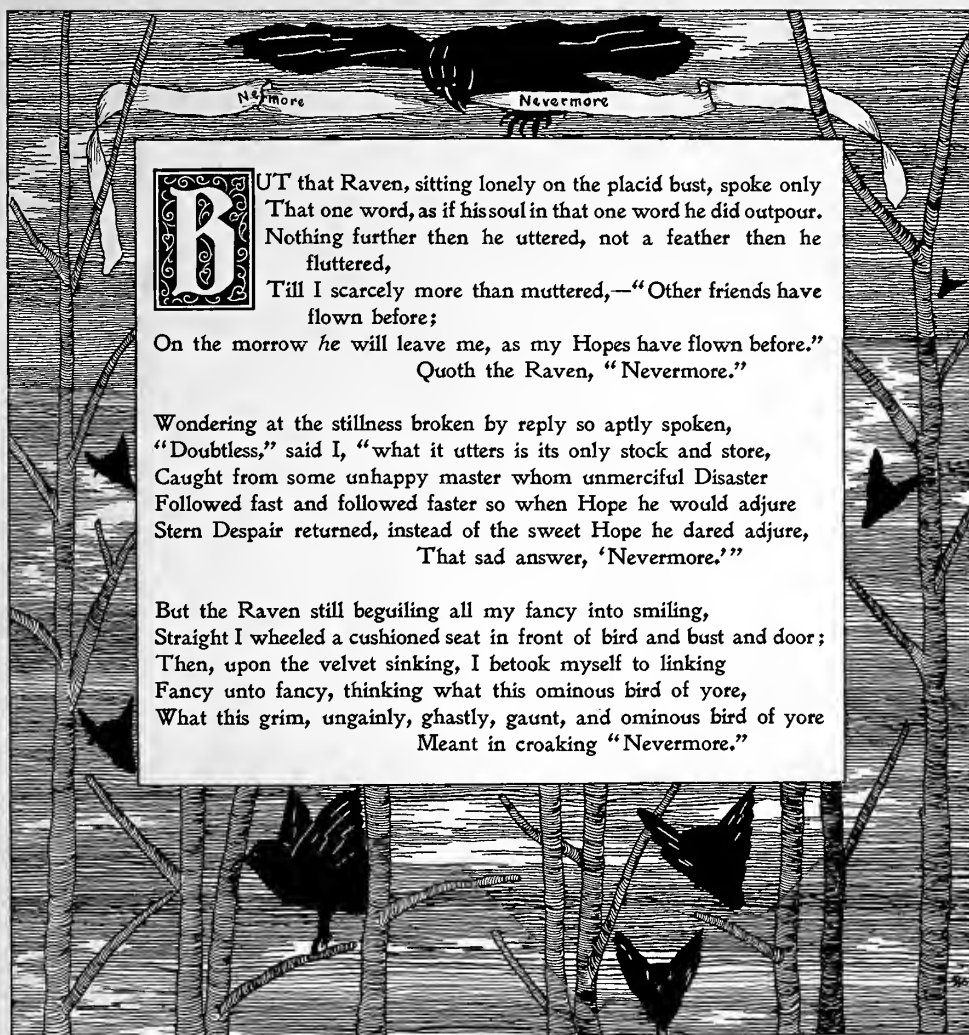 Nevermore Nevermore
BUT that Raven, sitting lonely on the placid bust, spoke only
That one word, as if his soul in that one word he did outpour.
Nothing further then he uttered, not a feather then he
fluttered,
Till I scarcely more than muttered,—“Other friends have
flown before;
On the morrow he will leave me, as my Hopes have flown before.”
Quoth the Raven, “Nevermore.”
Wondering at the stillness broken by reply so aptly spoken,
“Doubtless,” said I, “what it utters is its only stock and store,
Caught from some unhappy master whom unmerciful Disaster
Followed fast and followed faster so when Hope he would adjure
Stern Despair returned, instead of the sweet Hope he dared adjure,
That sad answer, ‘Nevermore.’”
But the Raven still beguiling all my fancy into smiling,
Straight I wheeled a cushioned seat in front of bird and bust and door;
Then, upon the velvet sinking, I betook myself to linking
Fancy unto fancy, thinking what this ominous bird of yore,
What this grim, ungainly, ghastly, gaunt, and ominous bird of yore
Meant in croaking “Nevermore.”